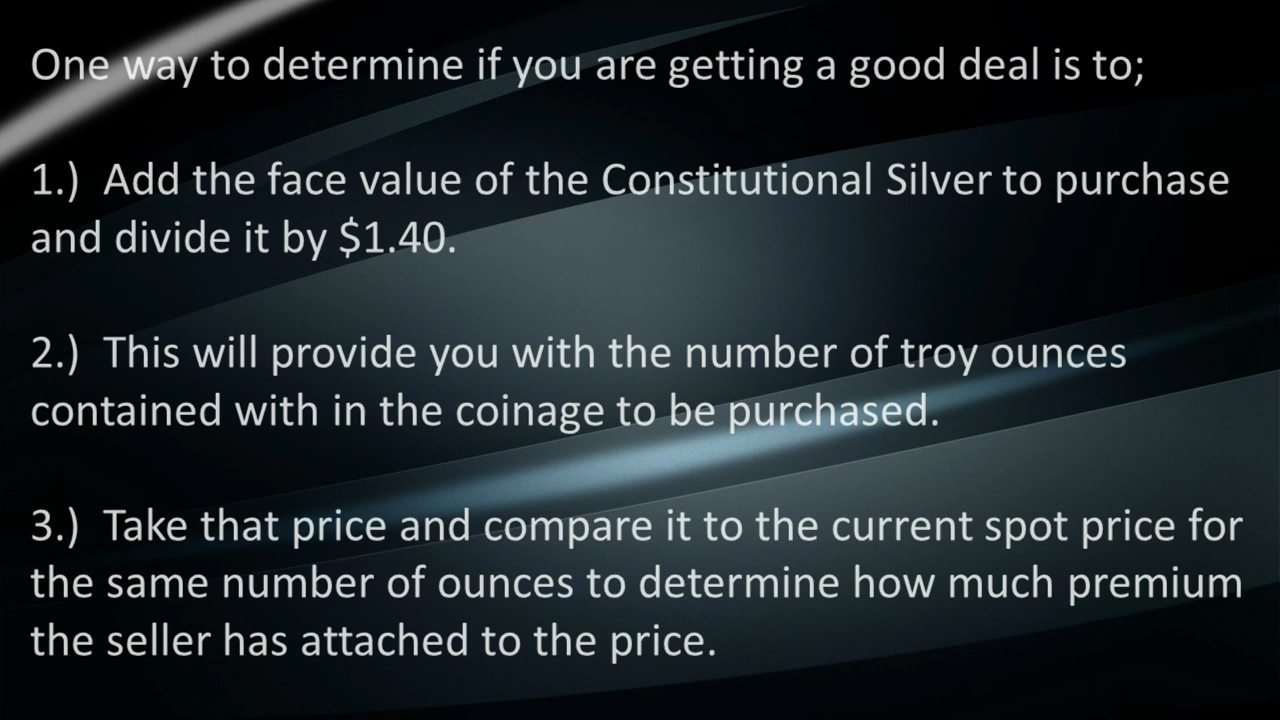 One way to determine if you are getting a good deal is to;
1.) Add the face value of the Constitutional Silver to purchase
and divide it by $1.40.
2.) This will provide you with the number of troy ounces
contained with in the coinage to be purchased.
3.) Take that price and compare it to the current spot price for
the same number of ounces to determine how much premium
the seller has attached to the price.